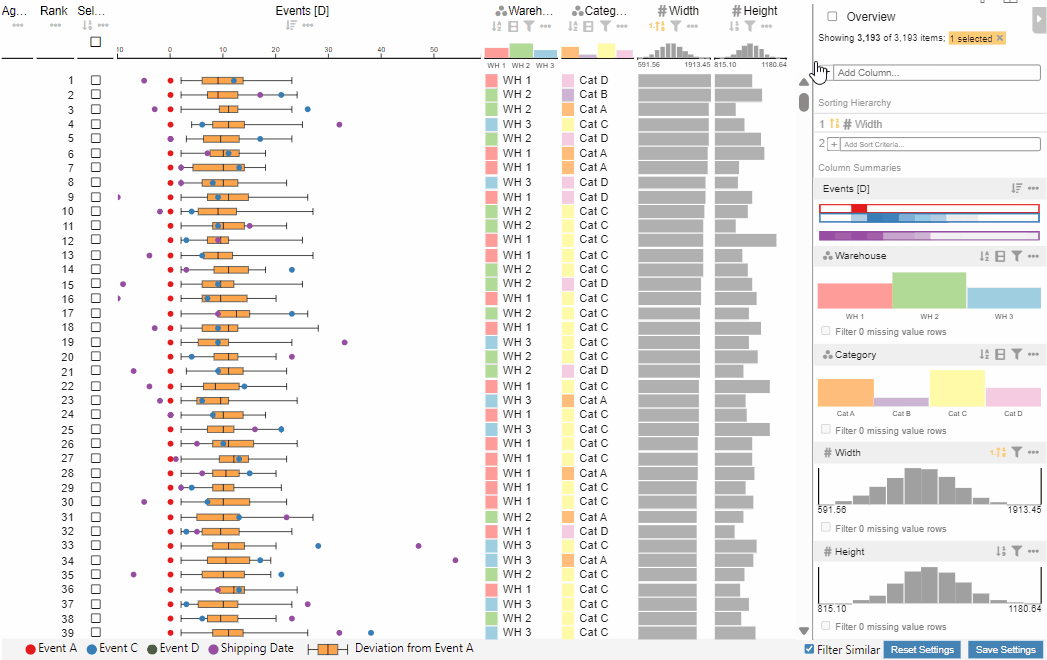 Ag... Rank Sel... Events [D] Wareh... Categ... # Width # Height
10 0 10 20 30 40 50
WH 1 WH 2 WH 3 591.56 1913.45 815.10 1180.64
1 WH 1 Cat D
2 WH 2 Cat B
3 WH 2 Cat A
4 WH 3 Cat C
5 WH 2 Cat D
6 WH 1 Cat A
7 WH 1 Cat A
8 WH 3 Cat D
9 WH 1 Cat D
10 WH 2 Cat C
11 WH 2 Cat C
12 WH 1 Cat C
13 WH 1 Cat C
14 WH 2 Cat C
15 WH 2 Cat D
16 WH 1 Cat C
17 WH 2 Cat C
18 WH 1 Cat C
19 WH 3 Cat C
20 WH 2 Cat C
21 WH 2 Cat D
22 WH 1 Cat C
23 WH 3 Cat A
24 WH 1 Cat C
25 WH 3 Cat C
26 WH 1 Cat C
27 WH 1 Cat C
28 WH 1 Cat A
29 WH 1 Cat C
30 WH 1 Cat C
31 WH 2 Cat A
32 WH 1 Cat D
33 WH 3 Cat C
34 WH 3 Cat A
35 WH 2 Cat C
36 WH 1 Cat C
37 WH 3 Cat C
38 WH 2 Cat C
39 WH 3 Cat C
Event A Event C Event D Shipping Date Deviation from Event A
Overview
Showing 3,193 of 3,193 items; 1 selected ×
Add Column...
Sorting Hierarchy
1 # Width
2 + Add Sort Criteria...
Column Summaries
Events [D]
Warehouse
WH 1 WH 2 WH 3
Filter 0 missing value rows
Category
Cat A Cat B Cat C Cat D
Filter 0 missing value rows
# Width 1.
591.56 1913.45
Filter 0 missing value rows
# Height
815.10 1180.64
Filter 0 missing value rows
Filter Similar Reset Settings Save Settings